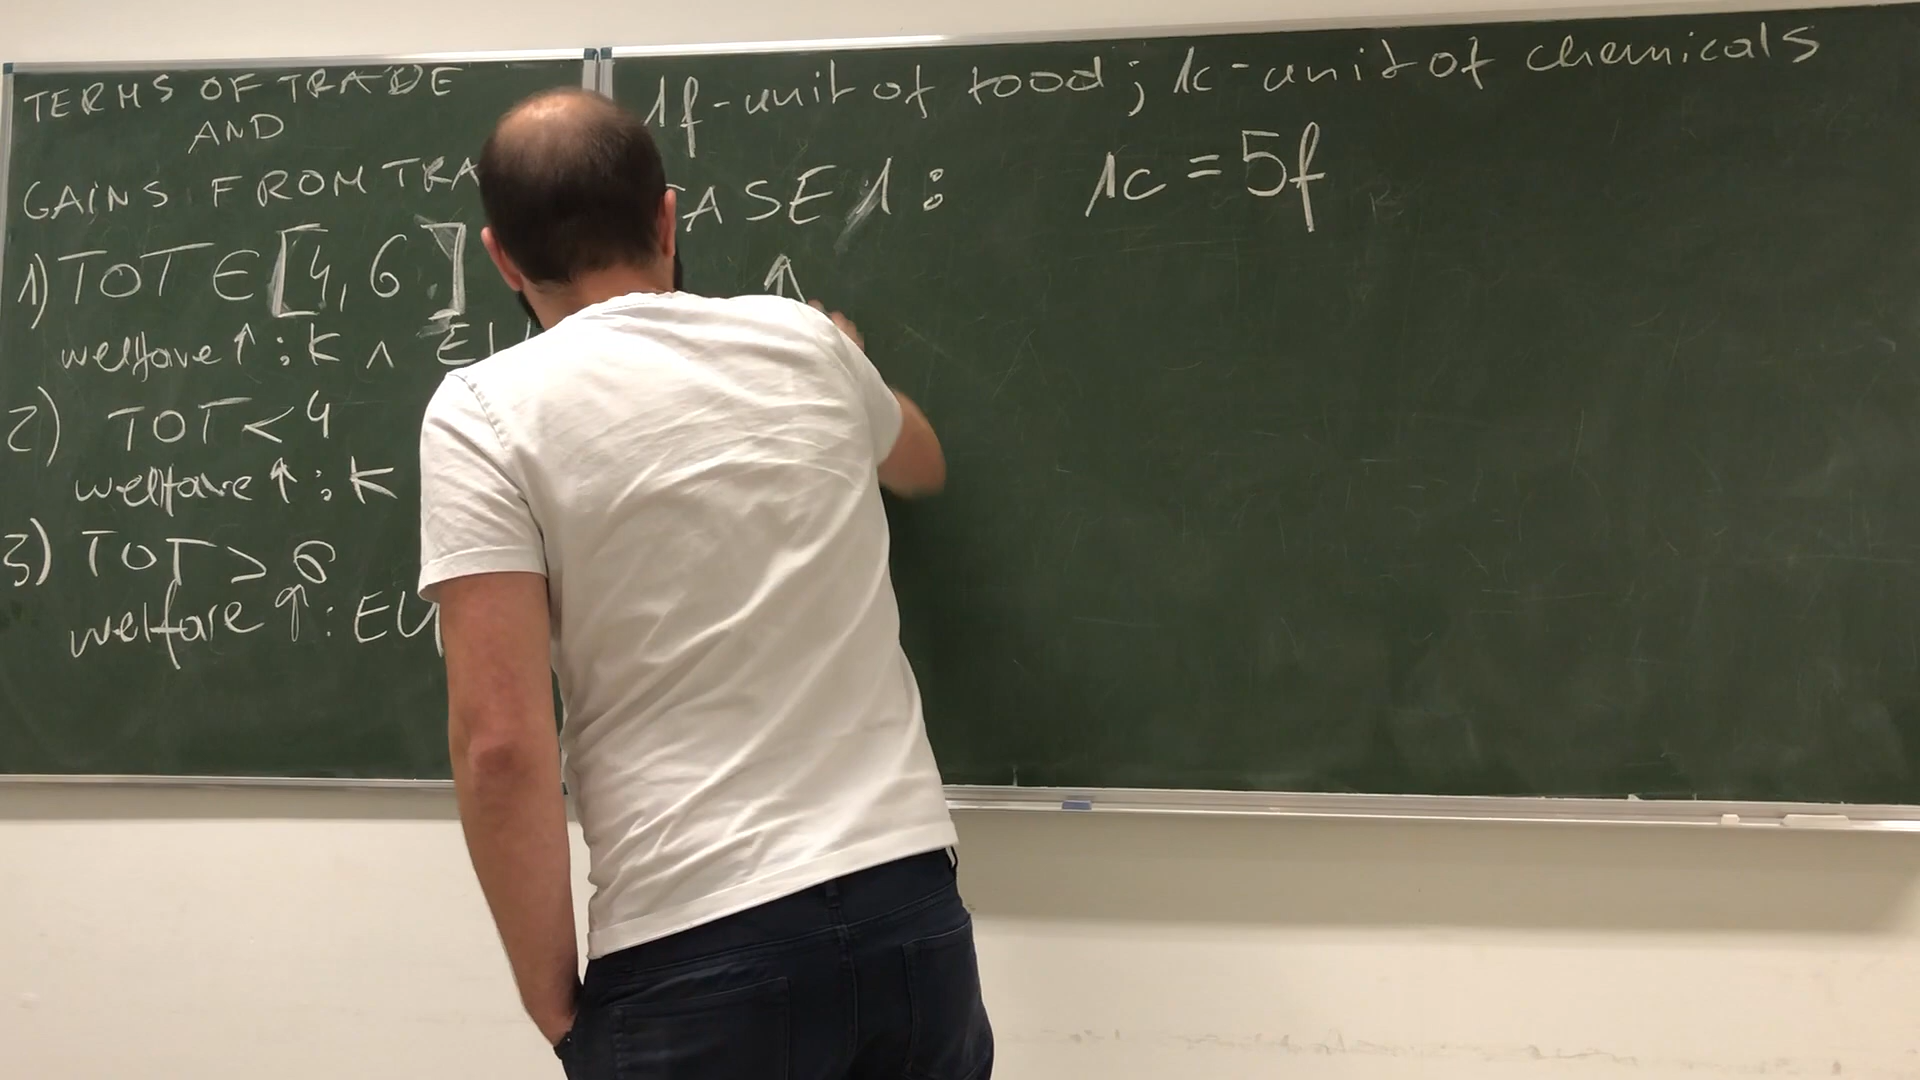 TERMS OF TRADE
AND
GAINS FROM TRA
1) TOT ∈ [4, 6]
welfare ↑ : K ∧ EU
2) TOT < 4
welfare ↑ : K
3) TOT > 6
welfare ↑ : EU
1f - unit of food ; 1c - unit of chemicals
CASE 1 : 1c = 5f